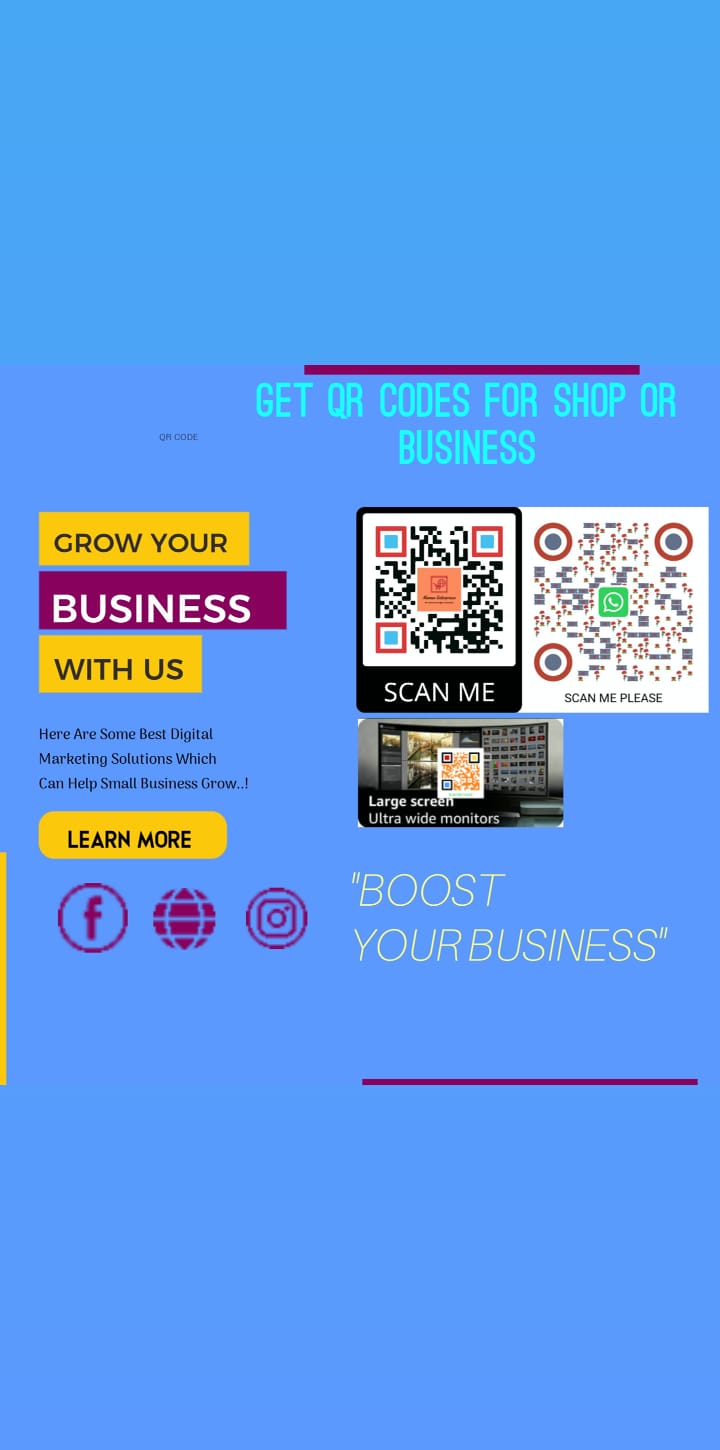 GET QR CODES FOR SHOP OR
BUSINESS
QR CODE
GROW YOUR
BUSINESS
WITH US
Here Are Some Best Digital
Marketing Solutions Which
Can Help Small Business Grow..!
LEARN MORE
SCAN ME
SCAN ME PLEASE
Large screen
Ultra wide monitors
"BOOST
YOUR BUSINESS"